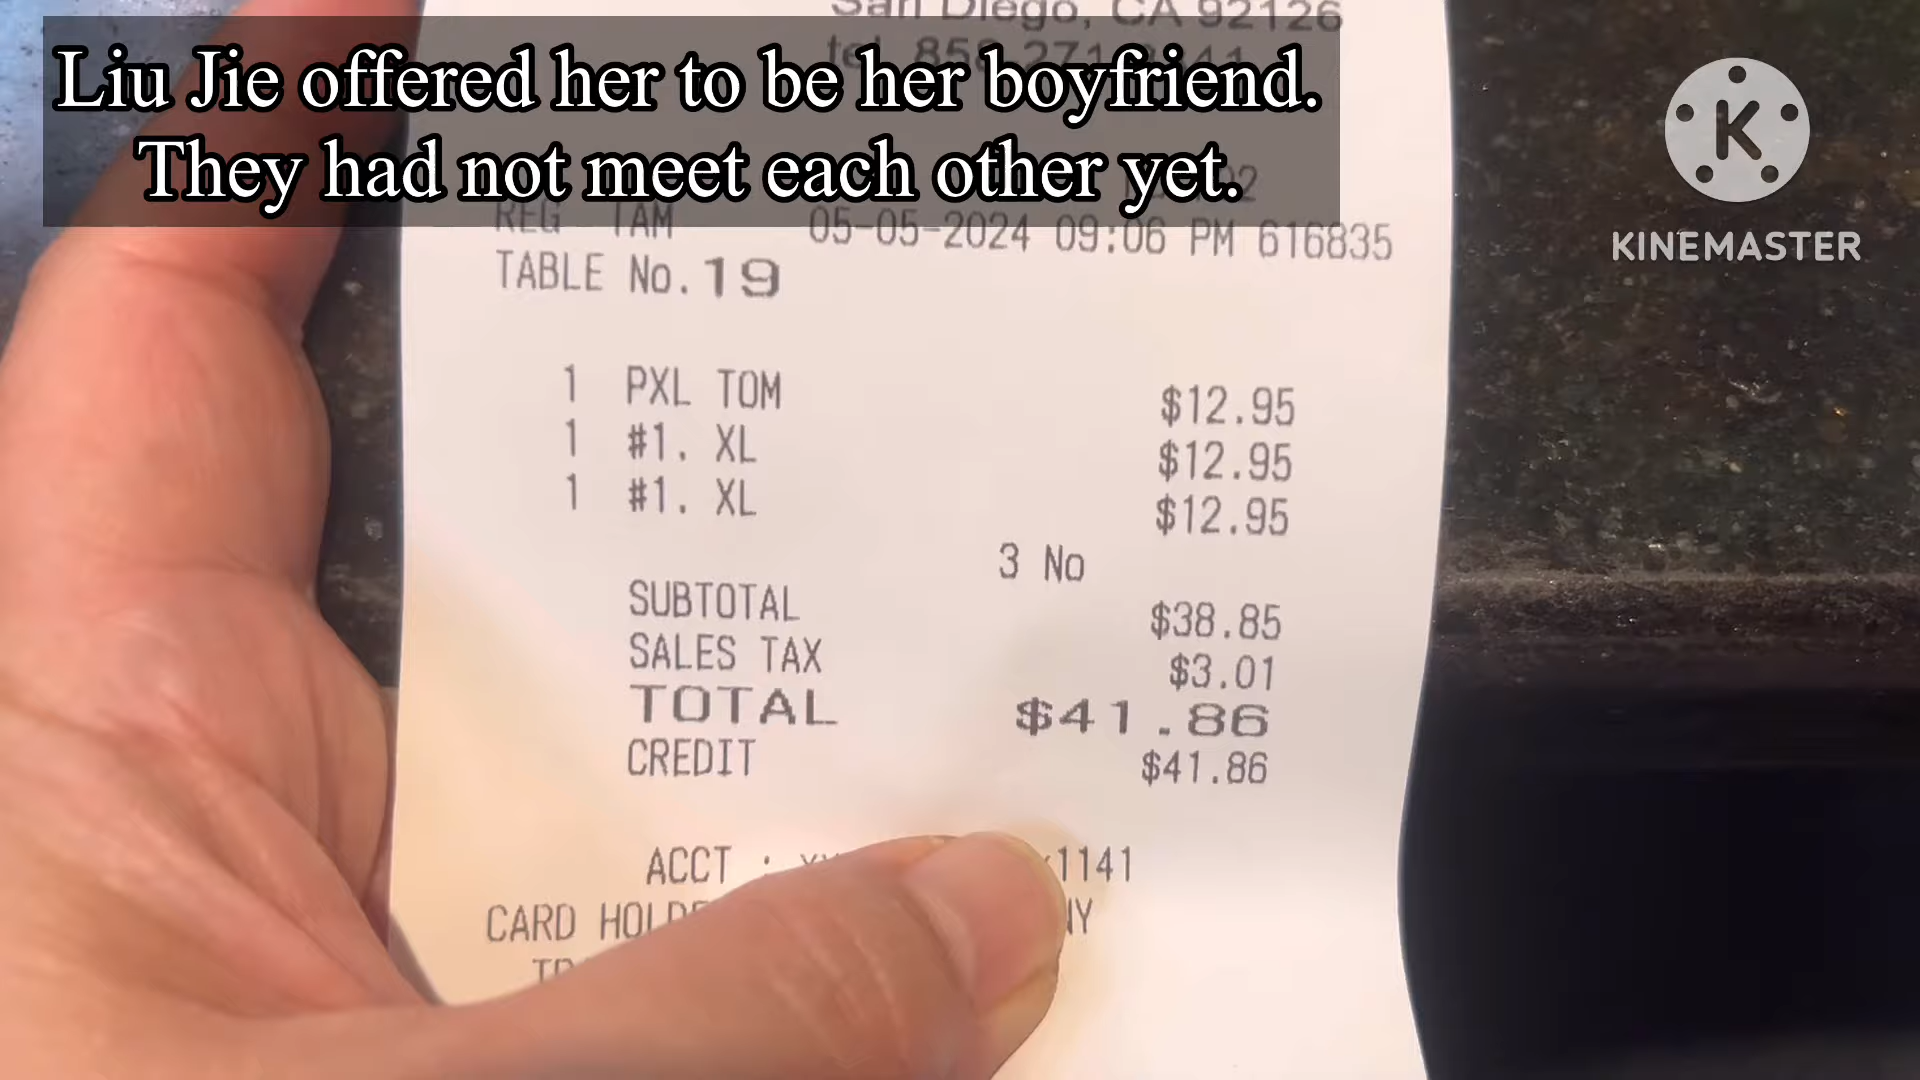 San Diego, CA 92126
Liu Jie offered her to be her boyfriend.
They had not meet each other yet.
REG TAM 05-05-2024 09:06 PM 616835
TABLE No. 19
1 PXL TOM $12.95
1 #1. XL $12.95
1 #1. XL $12.95
3 No
SUBTOTAL $38.85
SALES TAX $3.01
TOTAL $41.86
CREDIT $41.86
ACCT : 1141
CARD
K
KINEMASTER